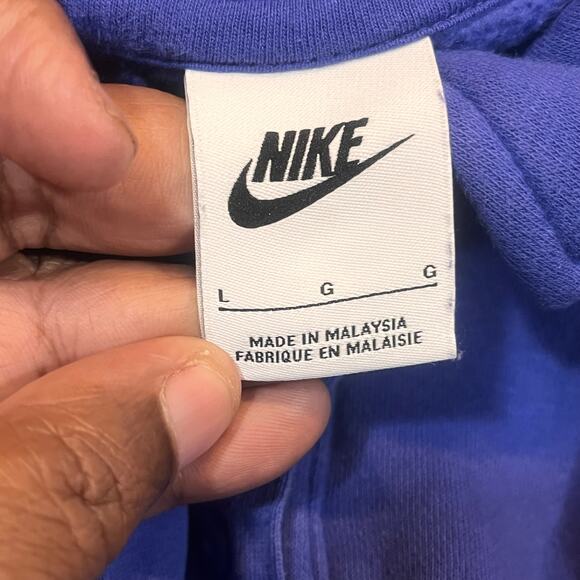 NIKE
L G G
MADE IN MALAYSIA
FABRIQUE EN MALAISIE